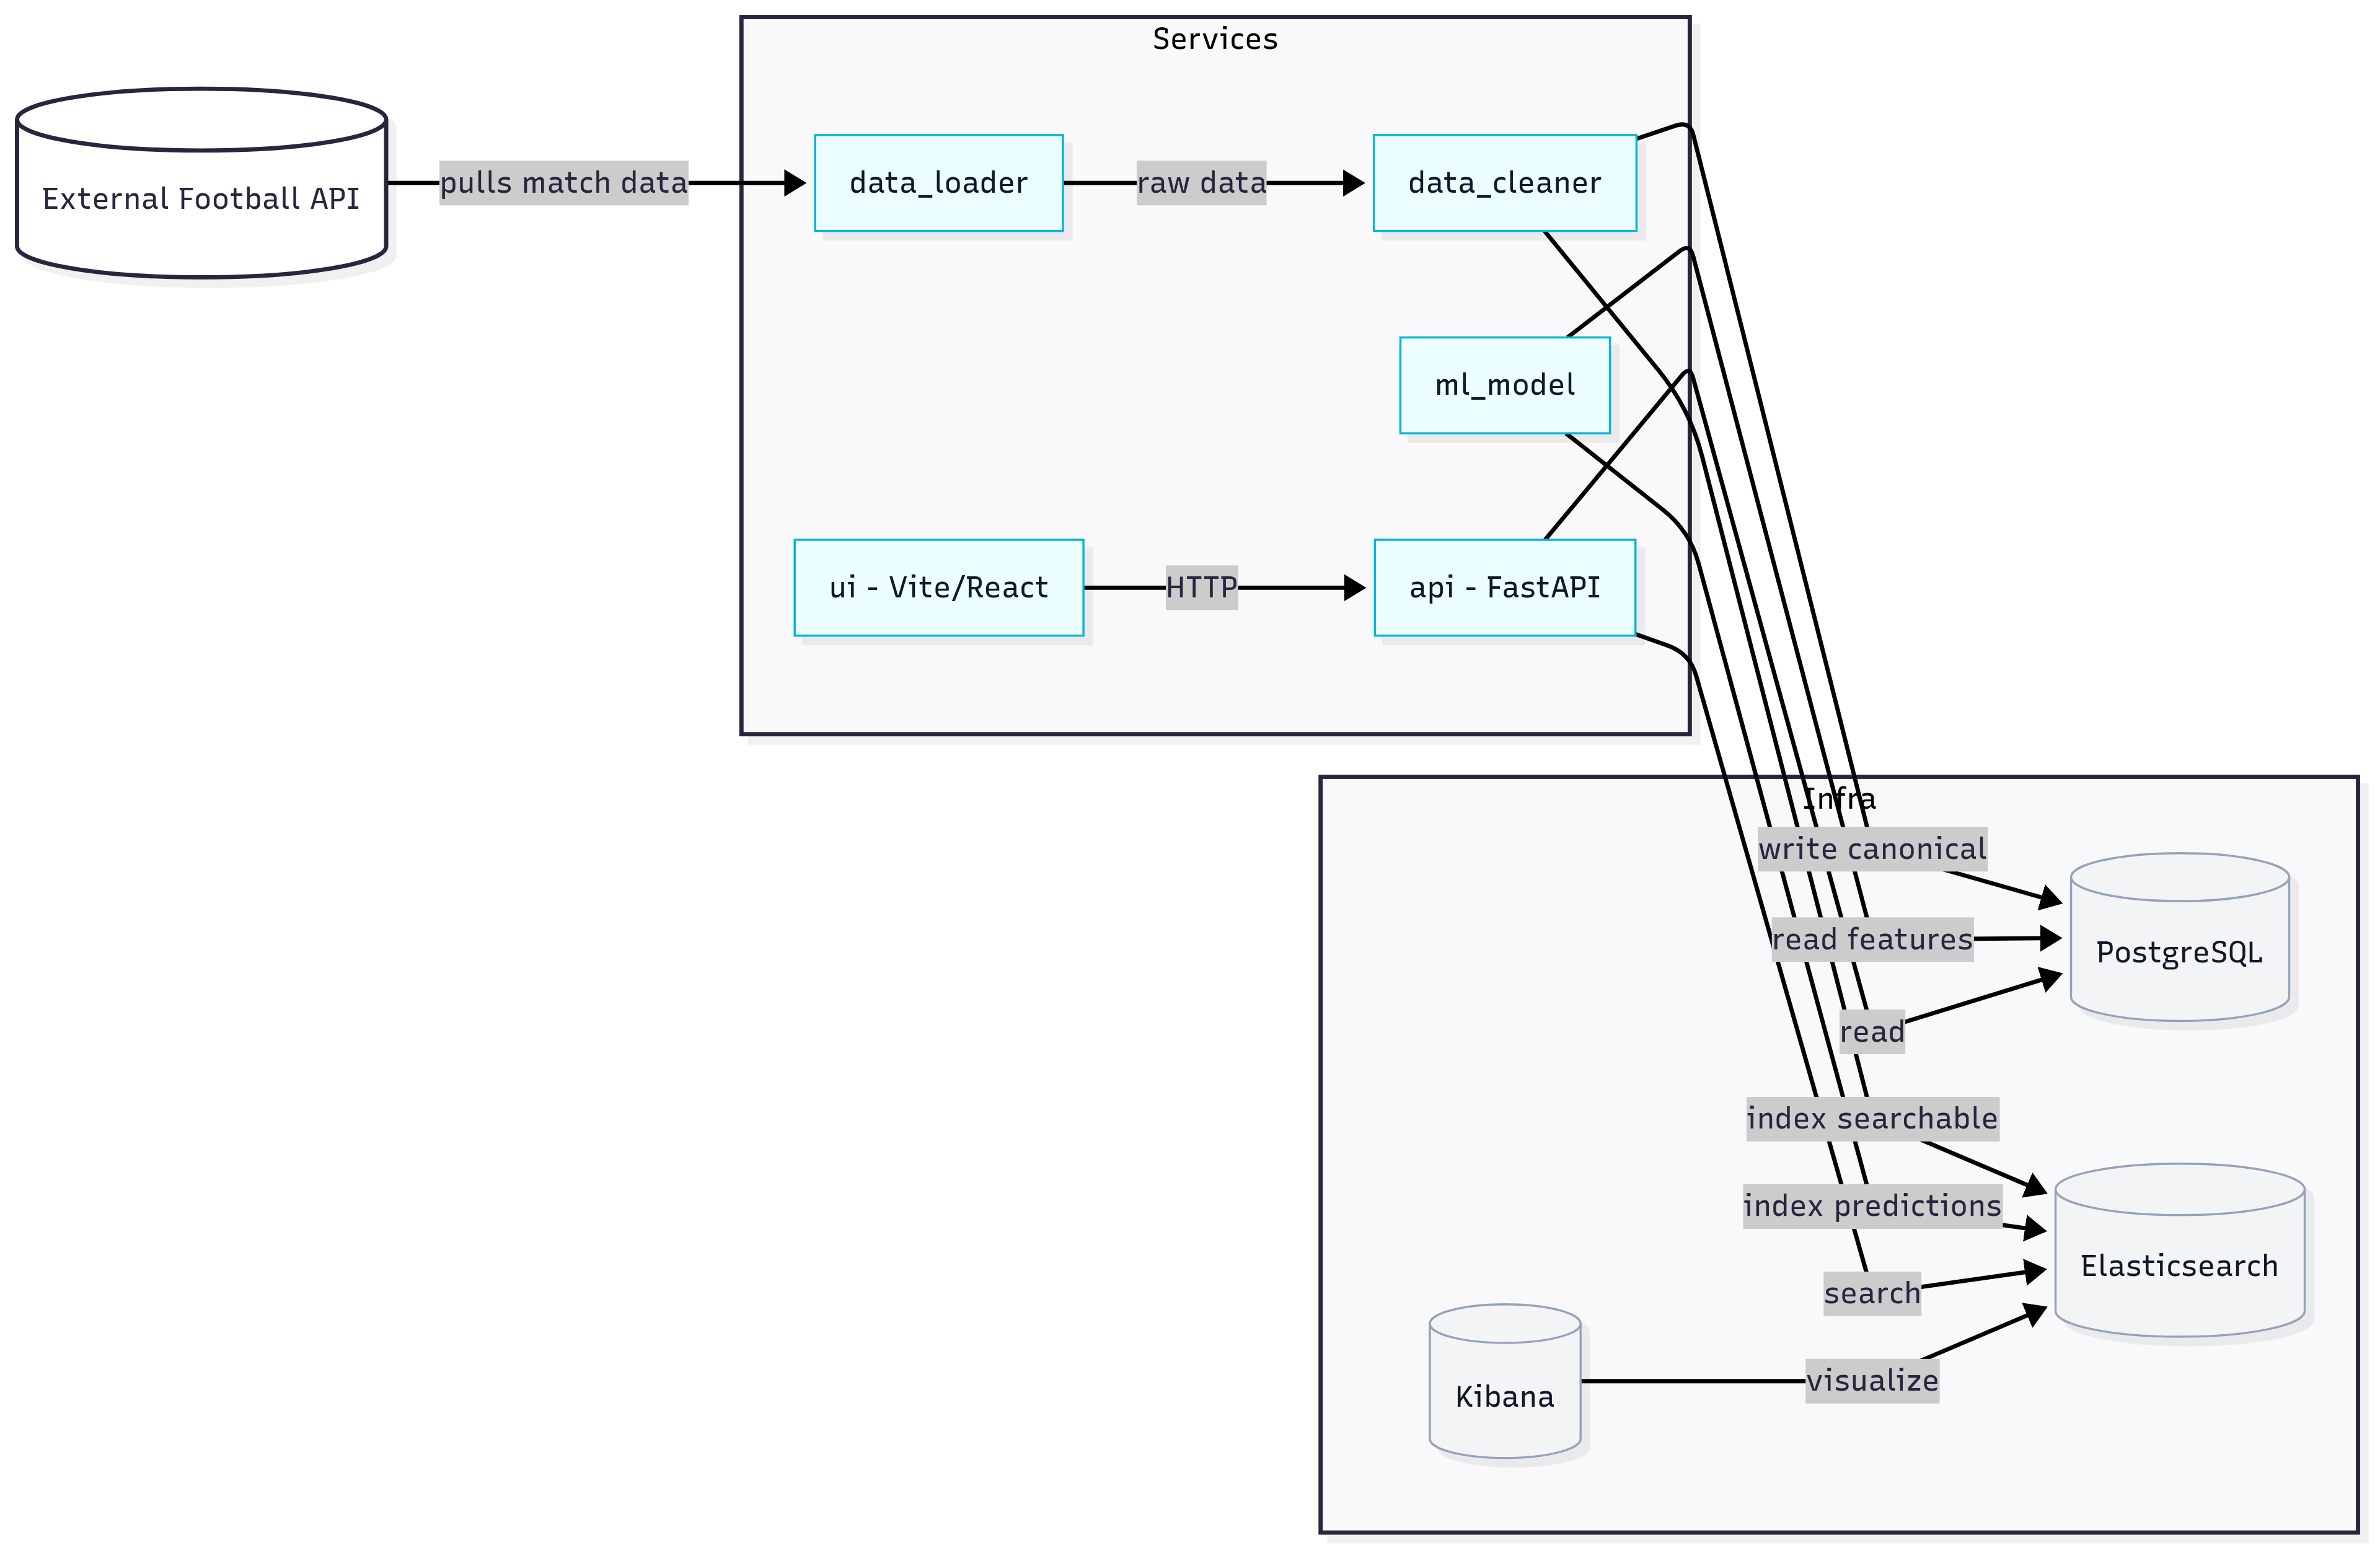 Services
External Football API
pulls match data
data_loader
raw data
data_cleaner
ml_model
ui - Vite/React
HTTP
api - FastAPI
Infra
write canonical
read features
PostgreSQL
read
index searchable
index predictions
Elasticsearch
search
visualize
Kibana